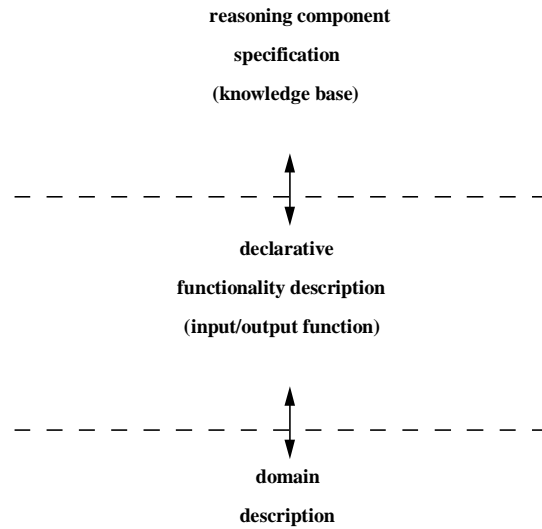 reasoning component
specification
(knowledge base)
declarative
functionality description
(input/output function)
domain
description